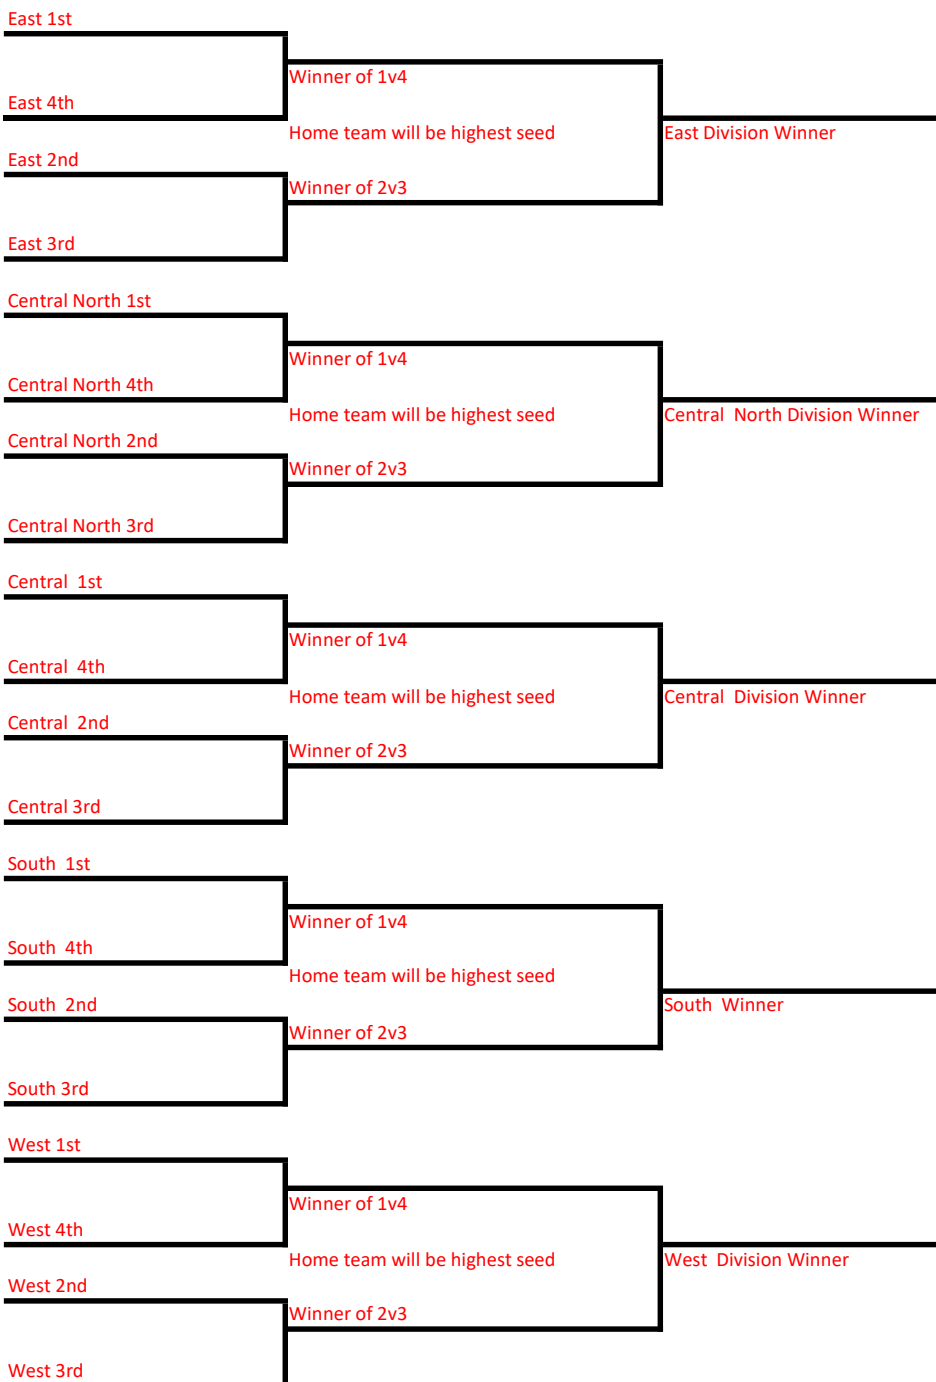 East 1st
Winner of 1v4
East 4th
Home team will be highest seed
East Division Winner
East 2nd
Winner of 2v3
East 3rd
Central North 1st
Winner of 1v4
Central North 4th
Home team will be highest seed
Central  North Division Winner
Central North 2nd
Winner of 2v3
Central North 3rd
Central  1st
Winner of 1v4
Central  4th
Home team will be highest seed
Central  Division Winner
Central  2nd
Winner of 2v3
Central 3rd
South  1st
Winner of 1v4
South  4th
Home team will be highest seed
South  Winner
South  2nd
Winner of 2v3
South 3rd
West 1st
Winner of 1v4
West 4th
Home team will be highest seed
West  Division Winner
West 2nd
Winner of 2v3
West 3rd